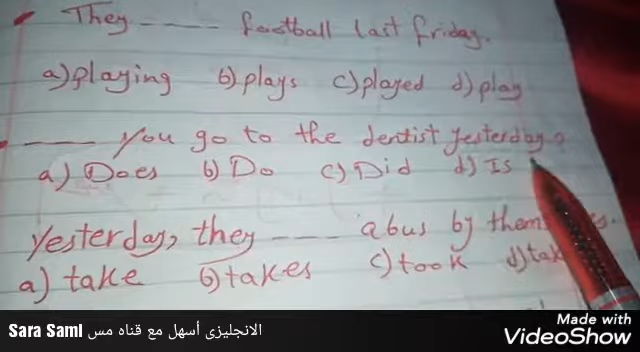 They ---- football last friday.
a) playing b) plays c) played d) play
---- you go to the dentist yesterday?
a) Does b) Do c) Did d) Is
Yesterday, they ---- a bus by
a) take b) takes c) took d)
Sara Saml الانجليزى أسهل مع قناه مس
Made with
VideoShow